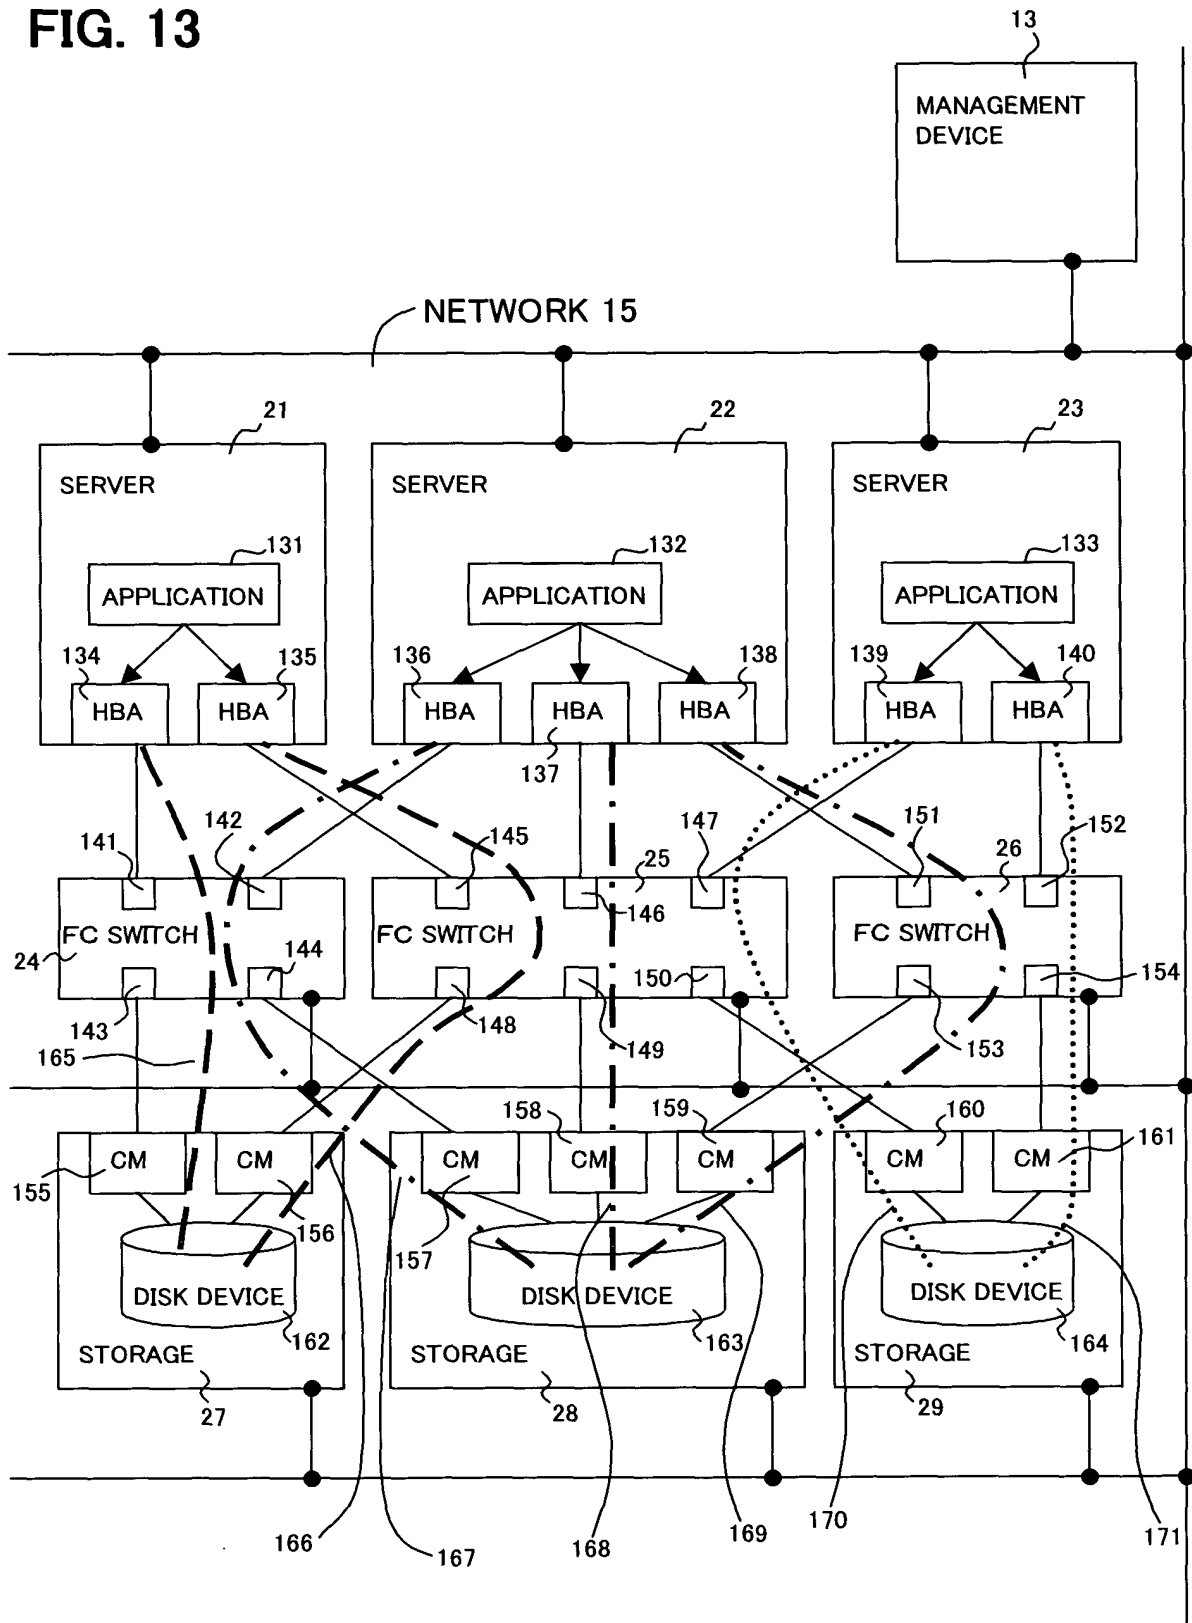 FIG. 13
13
MANAGEMENT
DEVICE
NETWORK 15
21
22
23
SERVER
SERVER
SERVER
131
132
133
APPLICATION
APPLICATION
APPLICATION
134
135
136
138
139
140
HBA
HBA
HBA
HBA
HBA
HBA
HBA
137
141
142
145
147
151
152
25
26
146
FC SWITCH
FC SWITCH
FC SWITCH
24
144
150
154
143
148
149
153
165
158
159
160
CM
CM
CM
CM
CM
CM
CM
161
155
156
157
DISK DEVICE
DISK DEVICE
DISK DEVICE
162
163
164
STORAGE
STORAGE
STORAGE
27
28
29
166
167
168
169
170
171